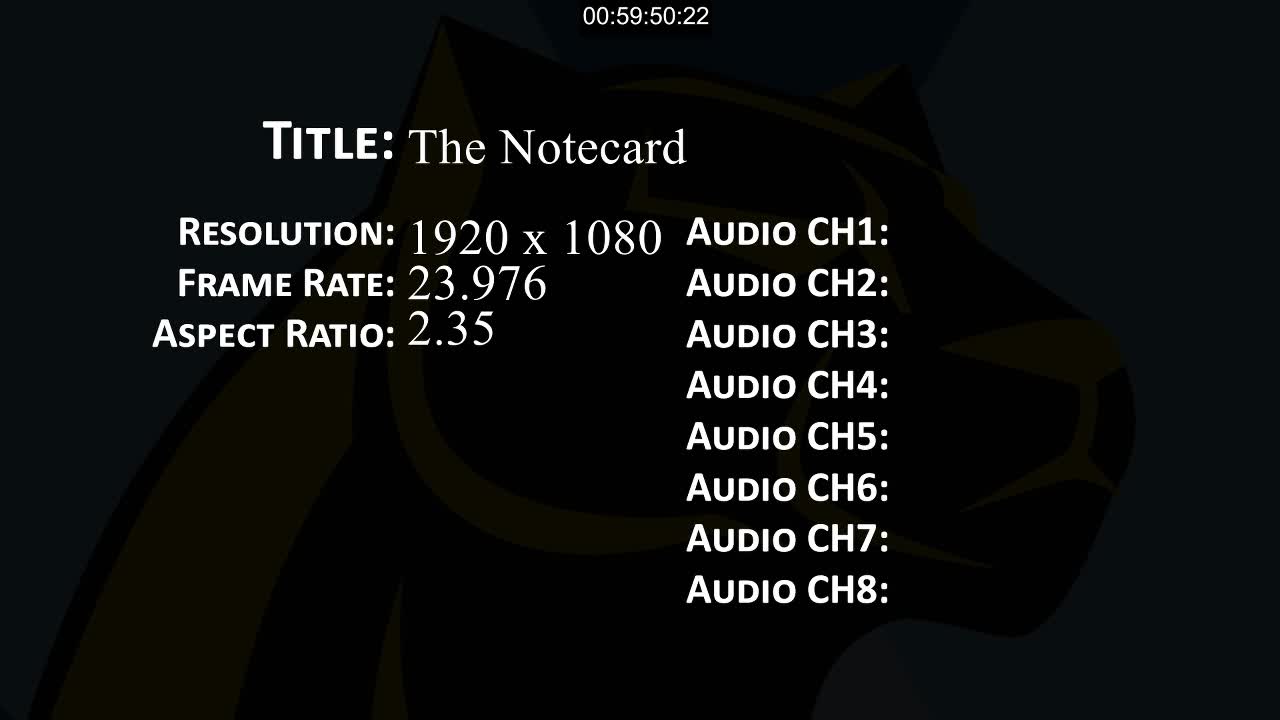 00:59:50:22
Title: The Notecard
Resolution: 1920 x 1080
Frame Rate: 23.976
Aspect Ratio: 2.35
Audio CH1:
Audio CH2:
Audio CH3:
Audio CH4:
Audio CH5:
Audio CH6:
Audio CH7:
Audio CH8: